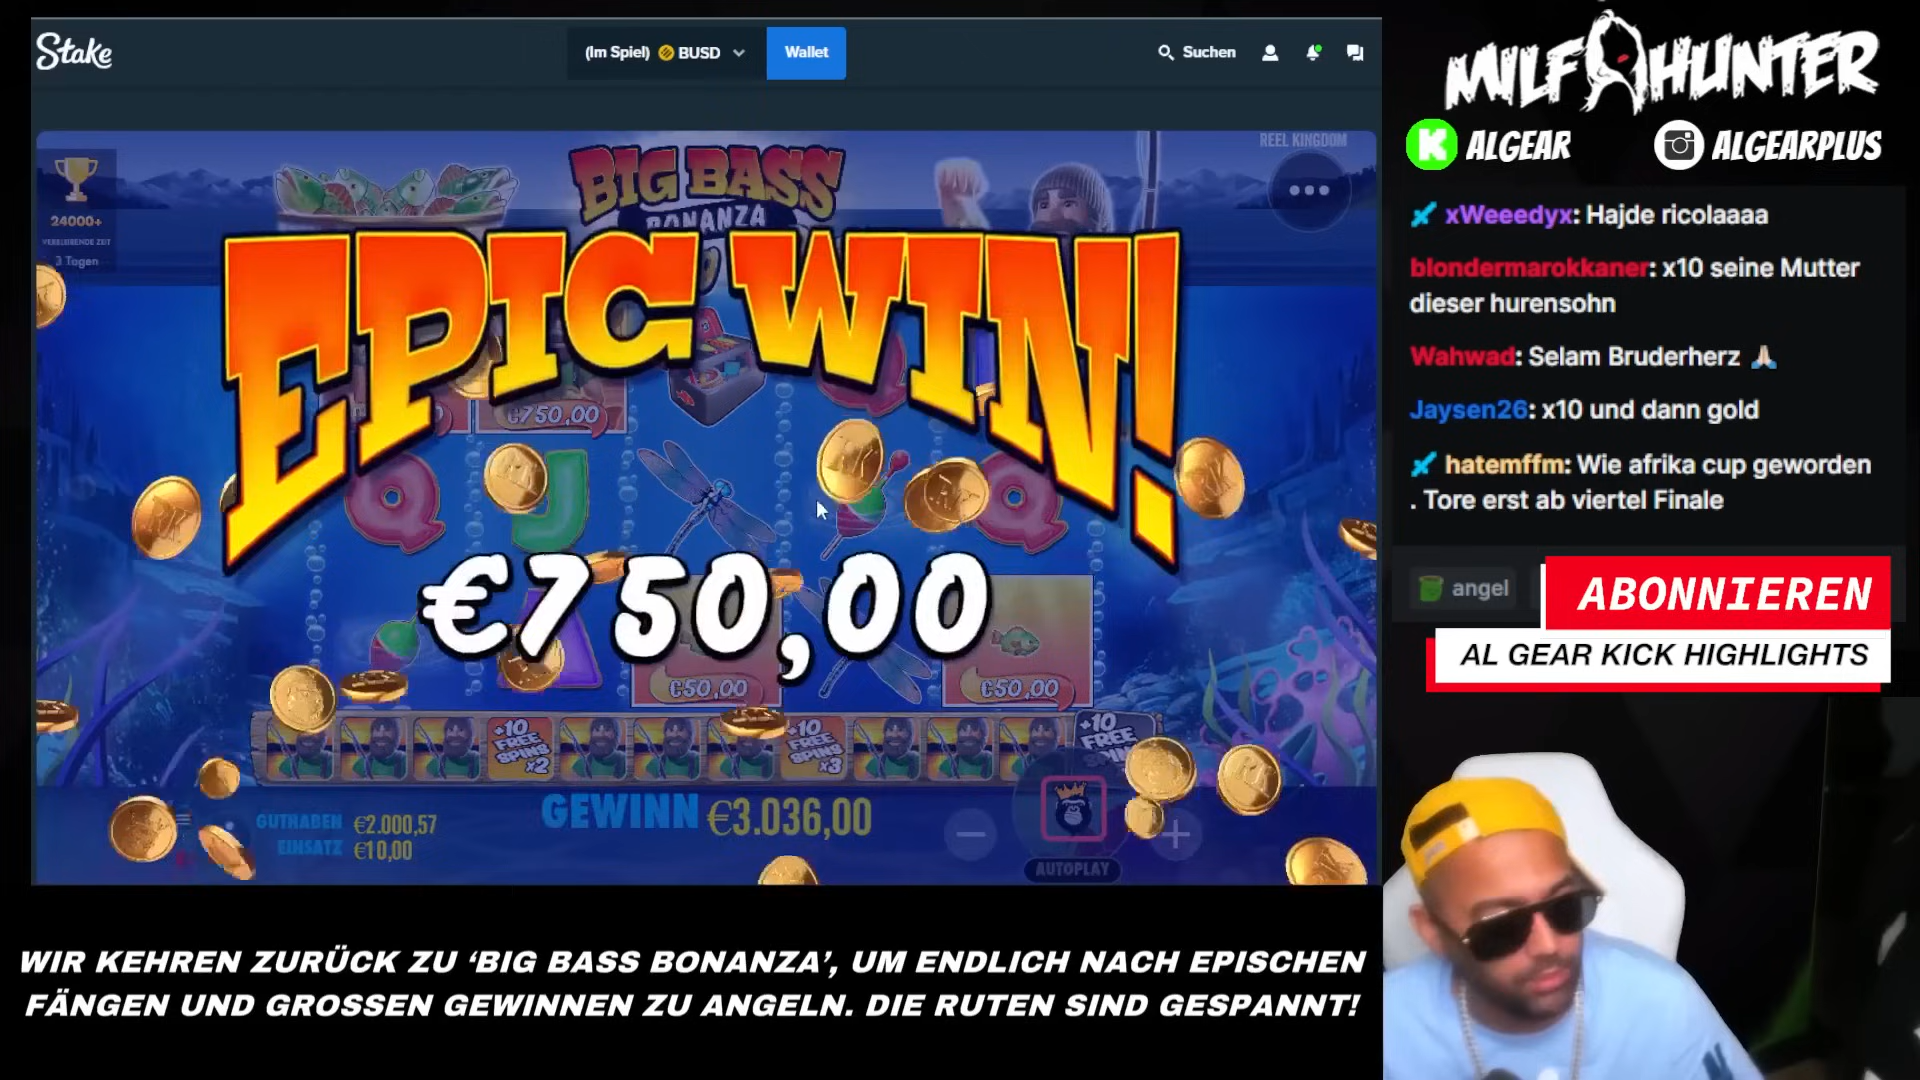 Stake
(Im Spiel) BUSD
Wallet
Suchen
REEL KINGDOM
24000+
VERBLEIBENDE ZEIT
3 Tagen
BIG BASS
BONANZA
EPIC WIN!
€750,00
€750,00
€50,00
€50,00
+10
FREE
SPINS
x2
+10
FREE
SPINS
x3
+10
FREE
GUTHABEN €2.000,57
EINSATZ €10,00
GEWINN €3.036,00
AUTOPLAY
WIR KEHREN ZURÜCK ZU ‘BIG BASS BONANZA’, UM ENDLICH NACH EPISCHEN
FÄNGEN UND GROSSEN GEWINNEN ZU ANGELN. DIE RUTEN SIND GESPANNT!
MILF HUNTER
K ALGEAR
ALGEARPLUS
xWeeedyx: Hajde ricolaaaa
blondermarokkaner: x10 seine Mutter
dieser hurensohn
Wahwad: Selam Bruderherz 🙏🏼
Jaysen26: x10 und dann gold
hatemffm: Wie afrika cup geworden
. Tore erst ab viertel Finale
angel
ABONNIEREN
AL GEAR KICK HIGHLIGHTS